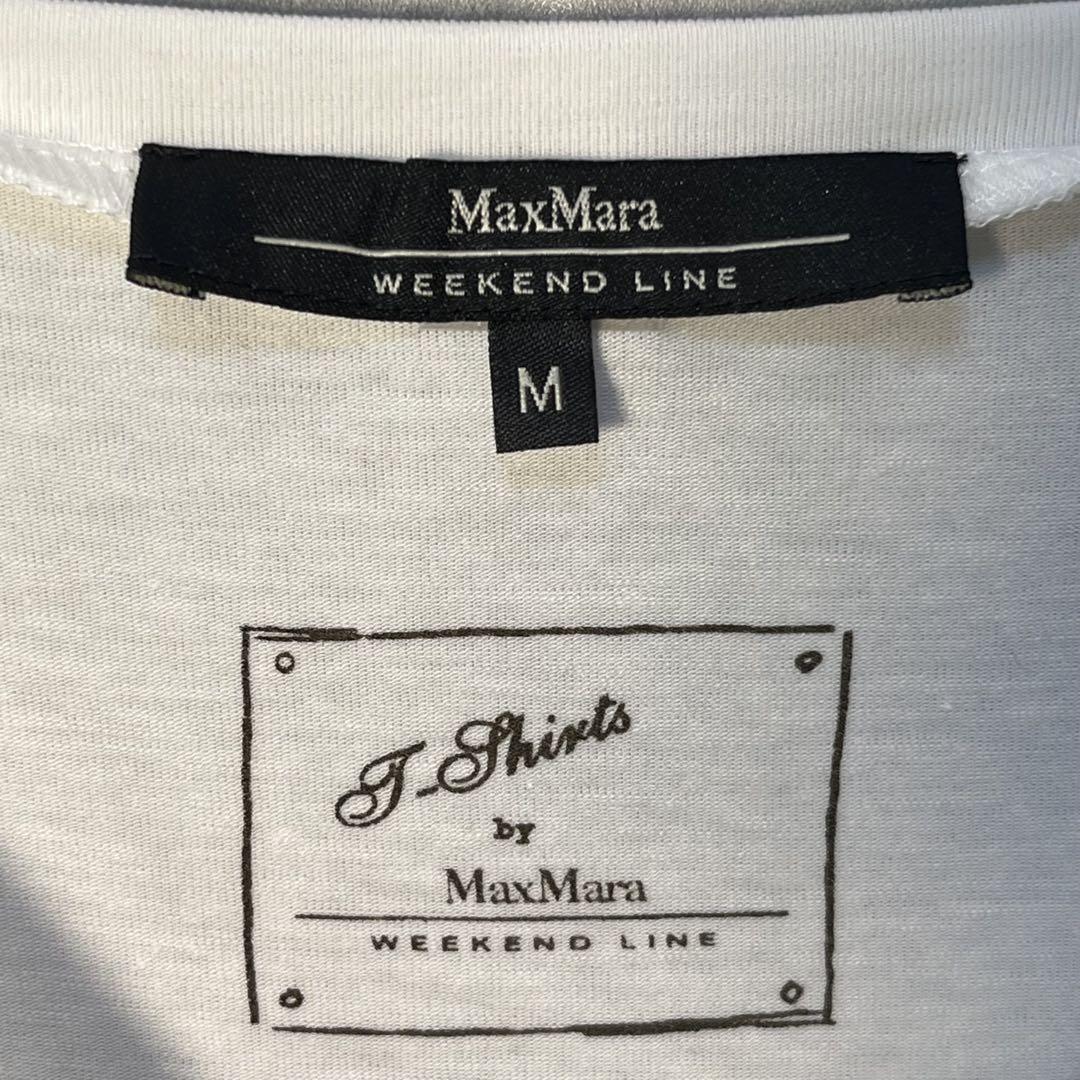 MaxMara
WEEKEND LINE
M
T-Shirts
by
MaxMara
WEEKEND LINE